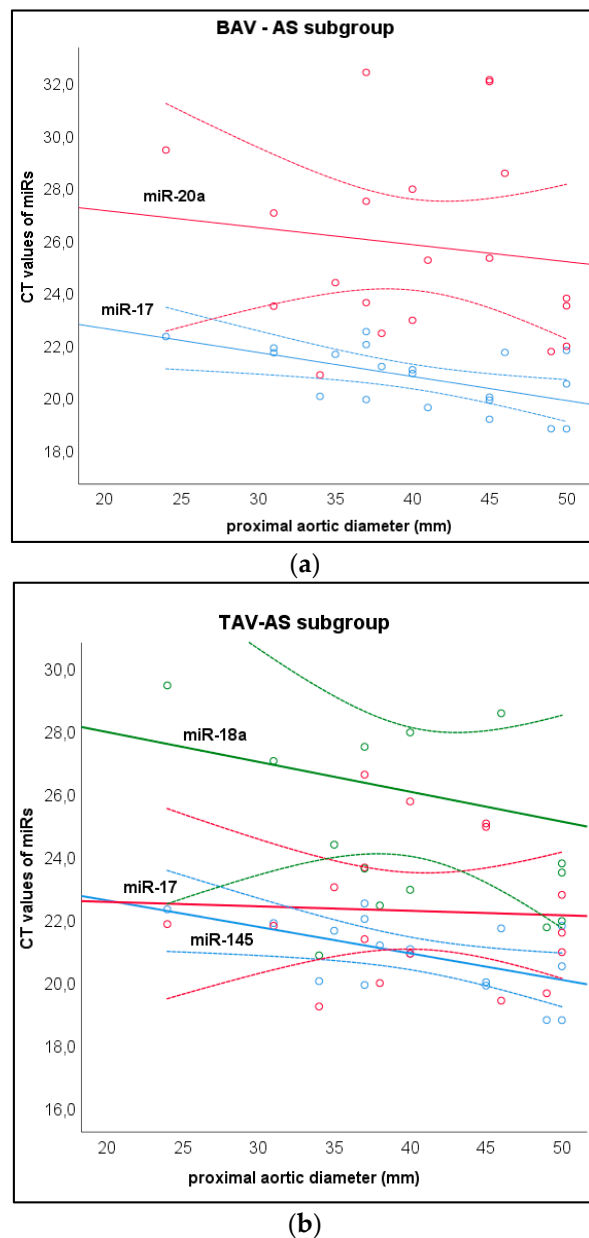 BAV - AS subgroup
CT values of miRs
32,0
30,0
28,0
26,0
24,0
22,0
20,0
18,0
miR-20a
miR-17
20 25 30 35 40 45 50
proximal aortic diameter (mm)
(a)
TAV-AS subgroup
CT values of miRs
30,0
28,0
26,0
24,0
22,0
20,0
18,0
16,0
miR-18a
miR-17
miR-145
20 25 30 35 40 45 50
proximal aortic diameter (mm)
(b)